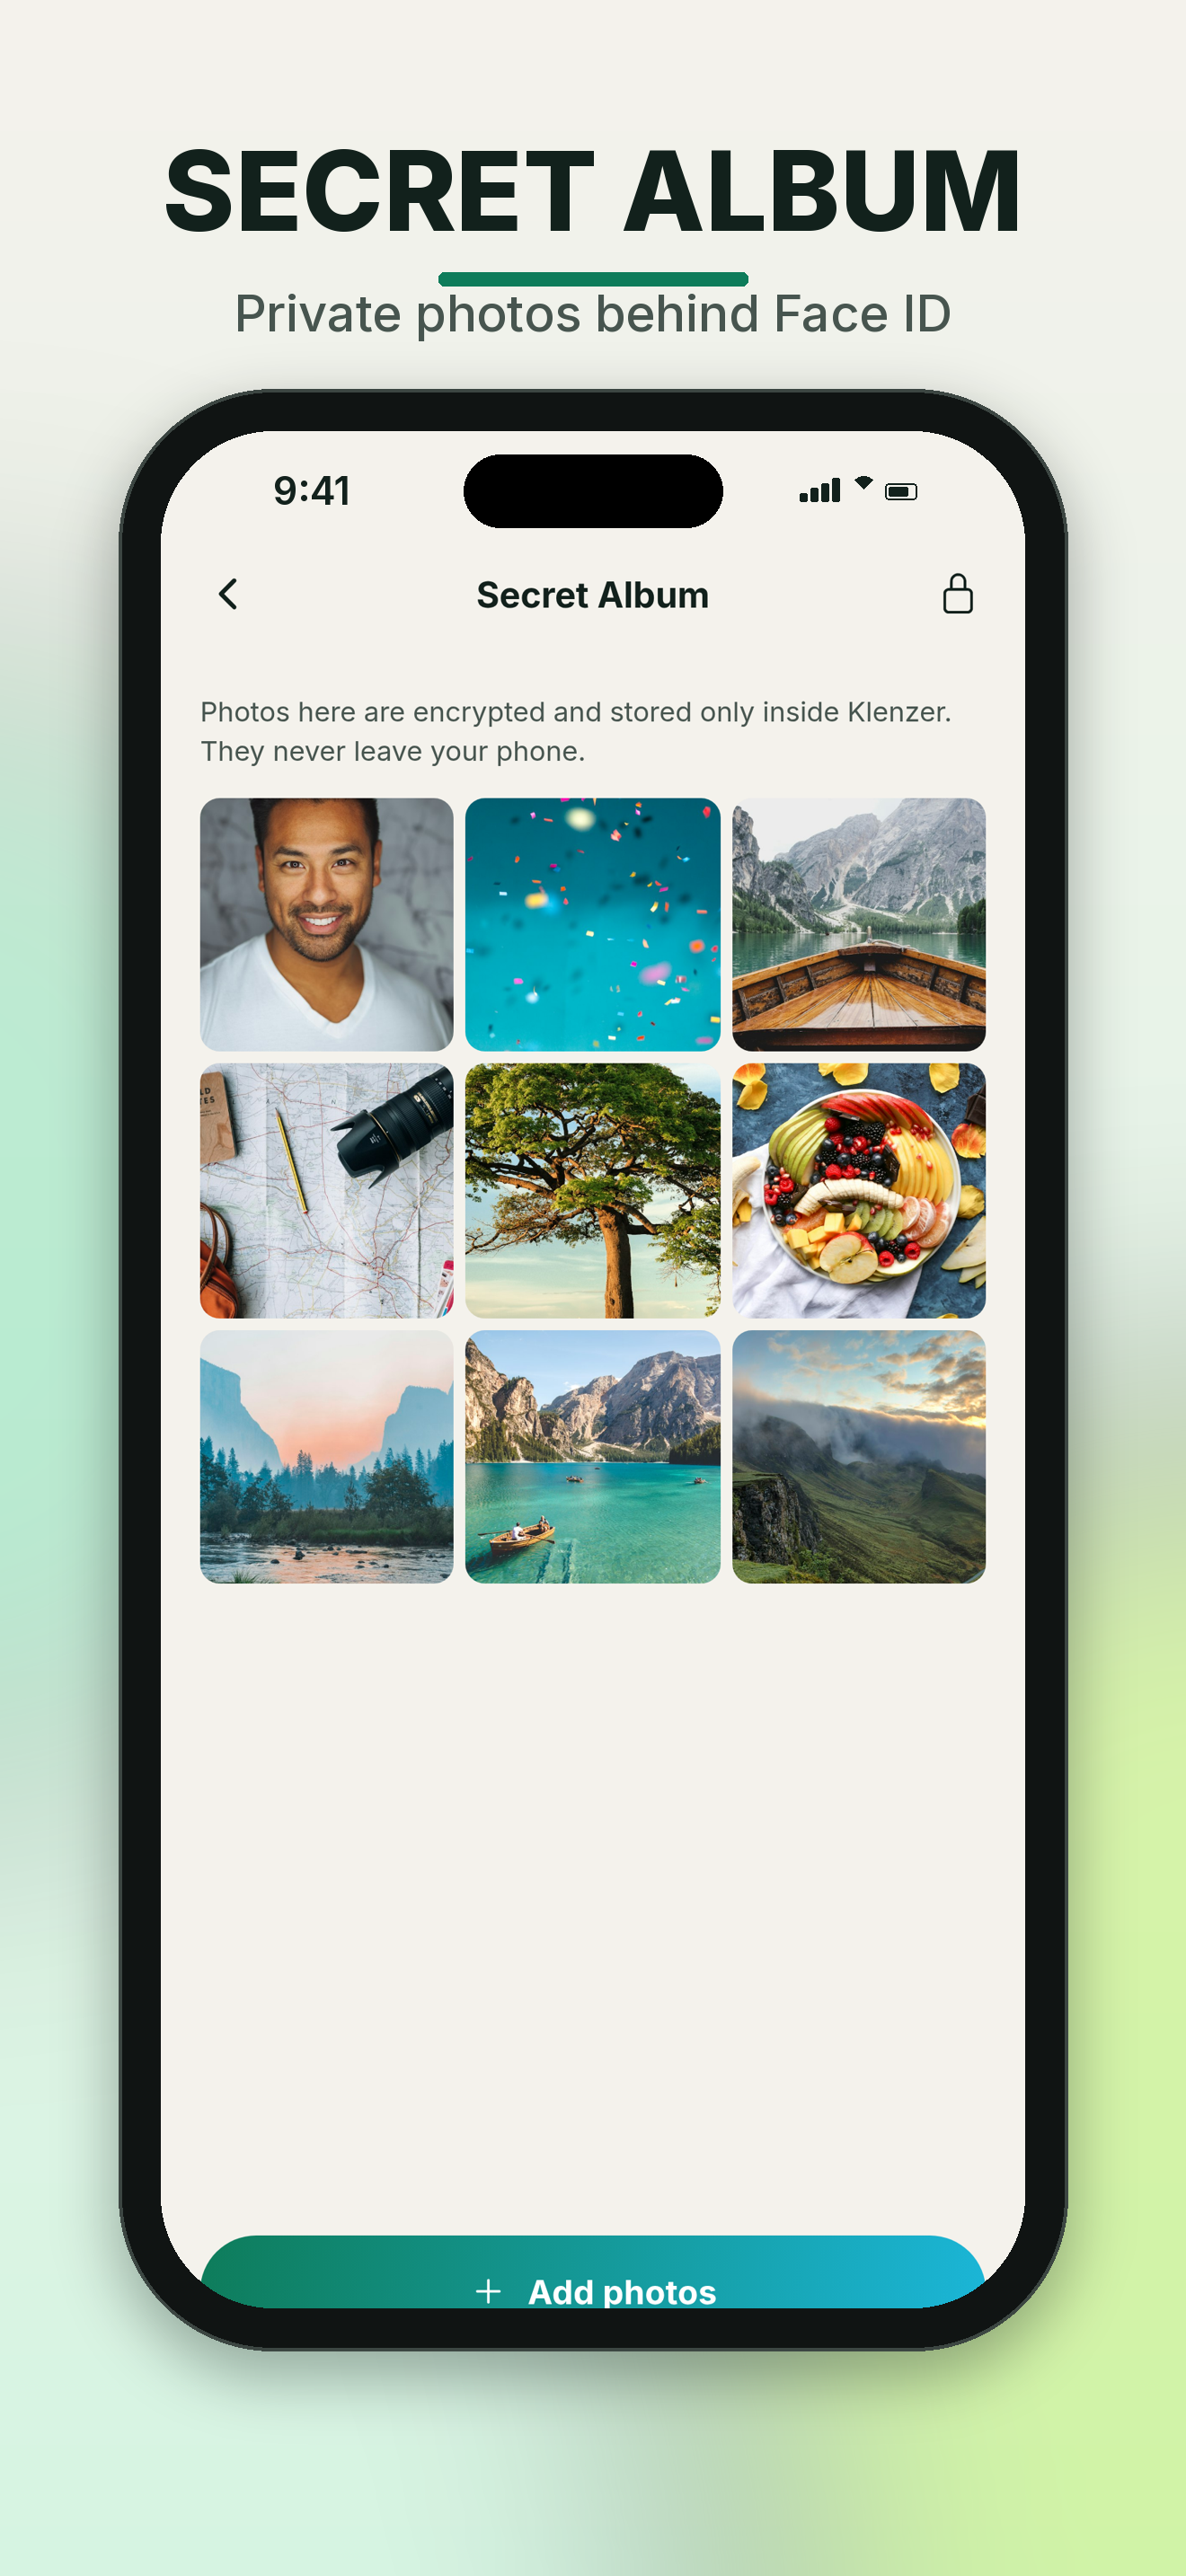 SECRET ALBUM
Private photos behind Face ID
9:41
Secret Album
Photos here are encrypted and stored only inside Klenzer.
They never leave your phone.
Add photos